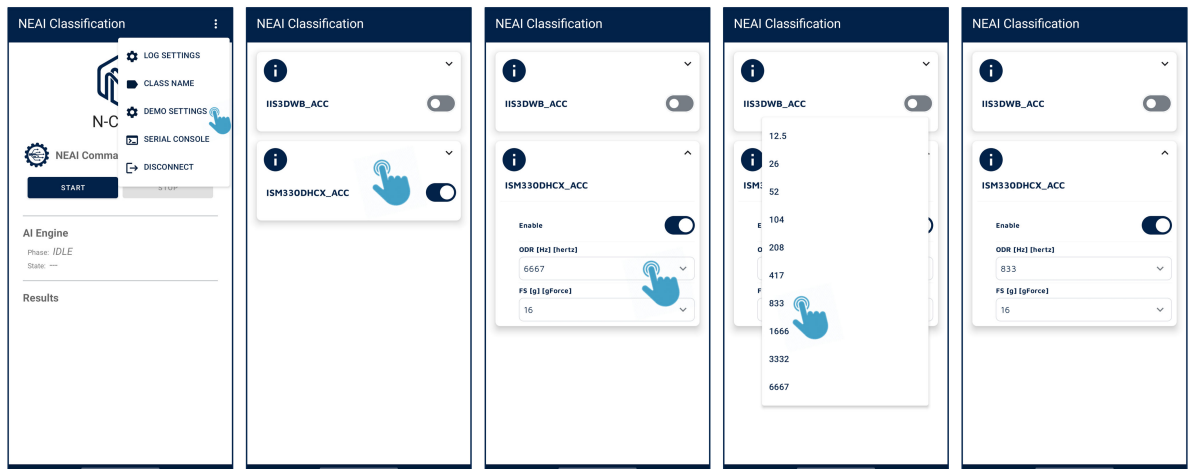 NEAI Classification
LOG SETTINGS
CLASS NAME
DEMO SETTINGS
SERIAL CONSOLE
DISCONNECT
N-C
NEAI Comma
START
STOP
AI Engine
Phase: IDLE
State: —
Results
NEAI Classification
IIS3DWB_ACC
ISM330DHCX_ACC
NEAI Classification
IIS3DWB_ACC
ISM330DHCX_ACC
Enable
ODR [Hz] [hertz]
6667
FS [g] [gForce]
16
NEAI Classification
IIS3DWB_ACC
ISM3
12.5
26
52
104
208
417
833
1666
3332
6667
NEAI Classification
IIS3DWB_ACC
ISM330DHCX_ACC
Enable
ODR [Hz] [hertz]
833
FS [g] [gForce]
16